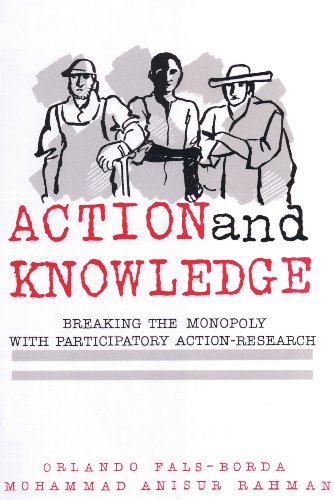 ACTION and
KNOWLEDGE
BREAKING THE MONOPOLY
WITH PARTICIPATORY ACTION-RESEARCH
ORLANDO FALS-BORDA
MOHAMMAD ANISUR RAHMAN